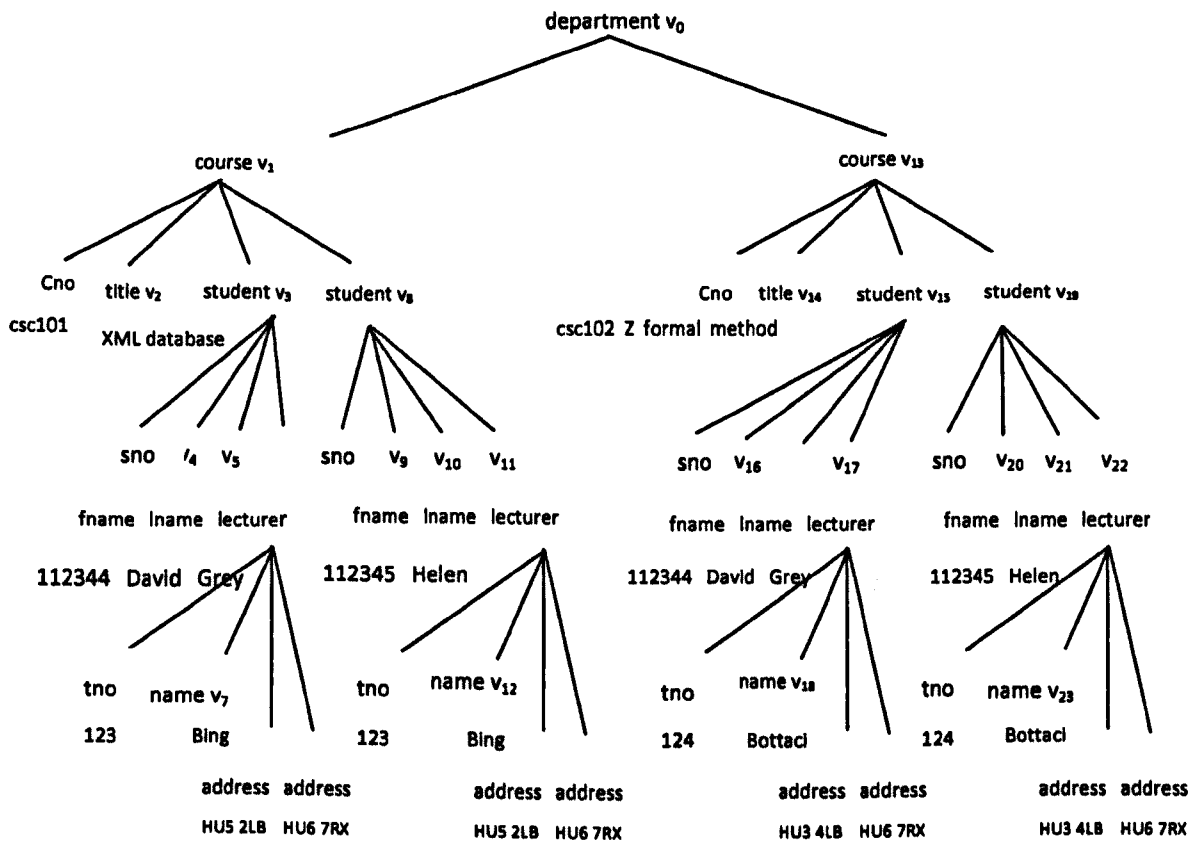 department v₀
course v₁ course v₁₃
Cno title v₂ student v₃ student v₈ Cno title v₁₄ student v₁₅ student v₁₉
csc101 XML database csc102 Z formal method
sno v₅ sno v₉ v₁₀ v₁₁ sno v₁₆ v₁₇ sno v₂₀ v₂₁ v₂₂
fname lname lecturer fname lname lecturer fname lname lecturer fname lname lecturer
112344 David Grey 112345 Helen 112344 David Grey 112345 Helen
tno name v₇ tno name v₁₂ tno name v₁₈ tno name v₂₃
123 Bing 123 Bing 124 Bottaci 124 Bottaci
address address address address address address address address
HU5 2LB HU6 7RX HU5 2LB HU6 7RX HU3 4LB HU6 7RX HU3 4LB HU6 7RX